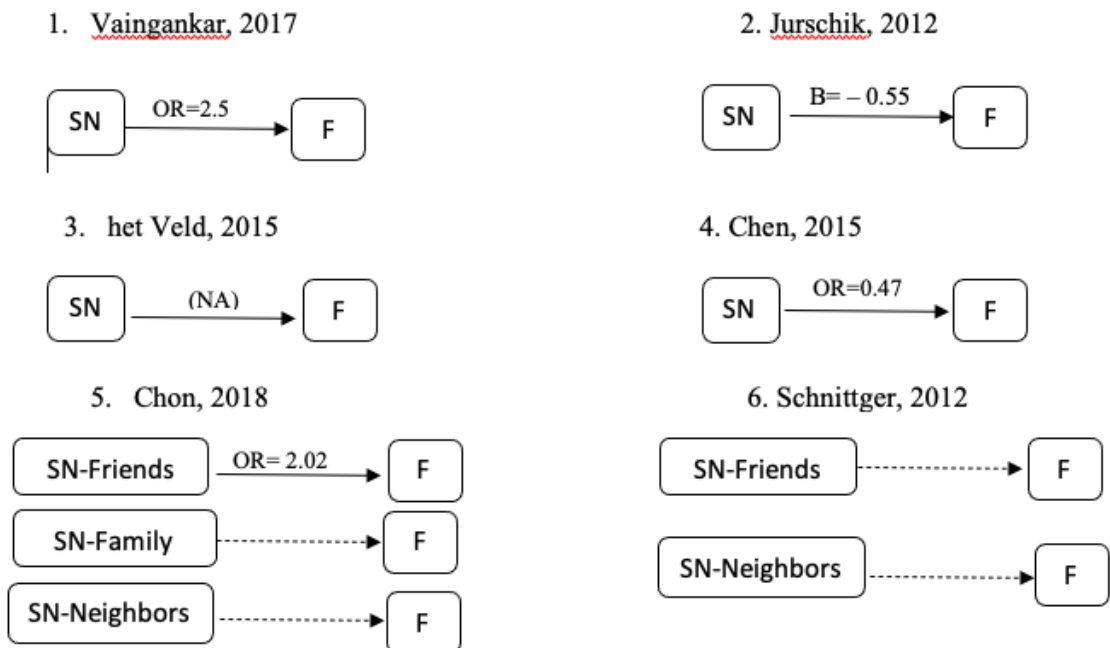 1. Vaingankar, 2017
2. Jurschik, 2012
SN
OR=2.5
F
SN
B= – 0.55
F
3. het Veld, 2015
4. Chen, 2015
SN
(NA)
F
SN
OR=0.47
F
5. Chon, 2018
6. Schnittger, 2012
SN-Friends
OR= 2.02
F
SN-Friends
F
SN-Family
F
SN-Neighbors
F
SN-Neighbors
F